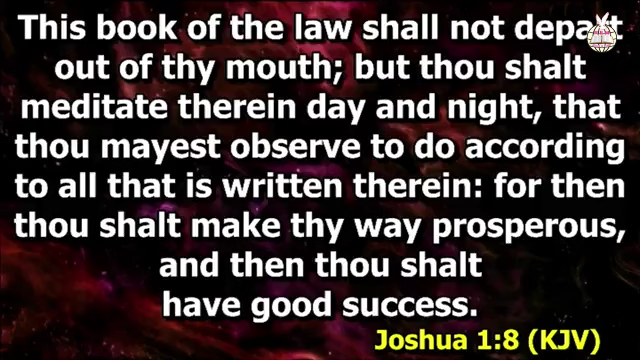 This book of the law shall not depart
out of thy mouth; but thou shalt
meditate therein day and night, that
thou mayest observe to do according
to all that is written therein: for then
thou shalt make thy way prosperous,
and then thou shalt
have good success.
Joshua 1:8 (KJV)